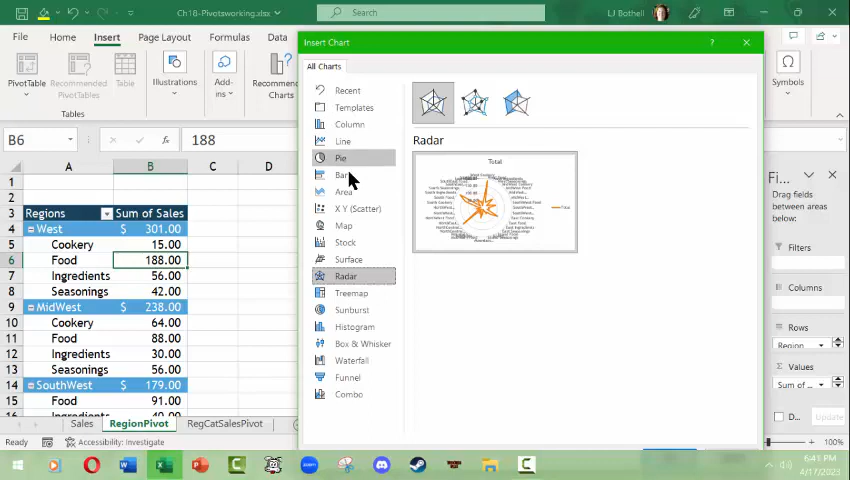 Ch18-Pivotsworking.xlsx
Search
LJ Bothell
File
Home
Insert
Page Layout
Formulas
Data
PivotTable
Recommended
PivotTables
Table
Illustrations
Add-
ins
Recommended
Charts
Symbols
Tables
B6
188
A
B
C
D
1
2
3
Regions
Sum of Sales
4
West
$ 301.00
5
Cookery
15.00
6
Food
188.00
7
Ingredients
56.00
8
Seasonings
42.00
9
MidWest
$ 238.00
10
Cookery
64.00
11
Food
88.00
12
Ingredients
30.00
13
Seasonings
56.00
14
SouthWest
$ 179.00
15
Food
91.00
Sales
RegionPivot
RegCatSalesPivot
Ready
Accessibility: Investigate
Insert Chart
?
All Charts
Recent
Templates
Column
Line
Pie
Bar
Area
X Y (Scatter)
Map
Stock
Surface
Radar
Treemap
Sunburst
Histogram
Box & Whisker
Waterfall
Funnel
Combo
Radar
Total
Total
Fi...
Drag fields
between areas
below:
Filters
Columns
Rows
Region
Values
Sum of ...
D...
Update
100%
6:41 PM
4/17/2023